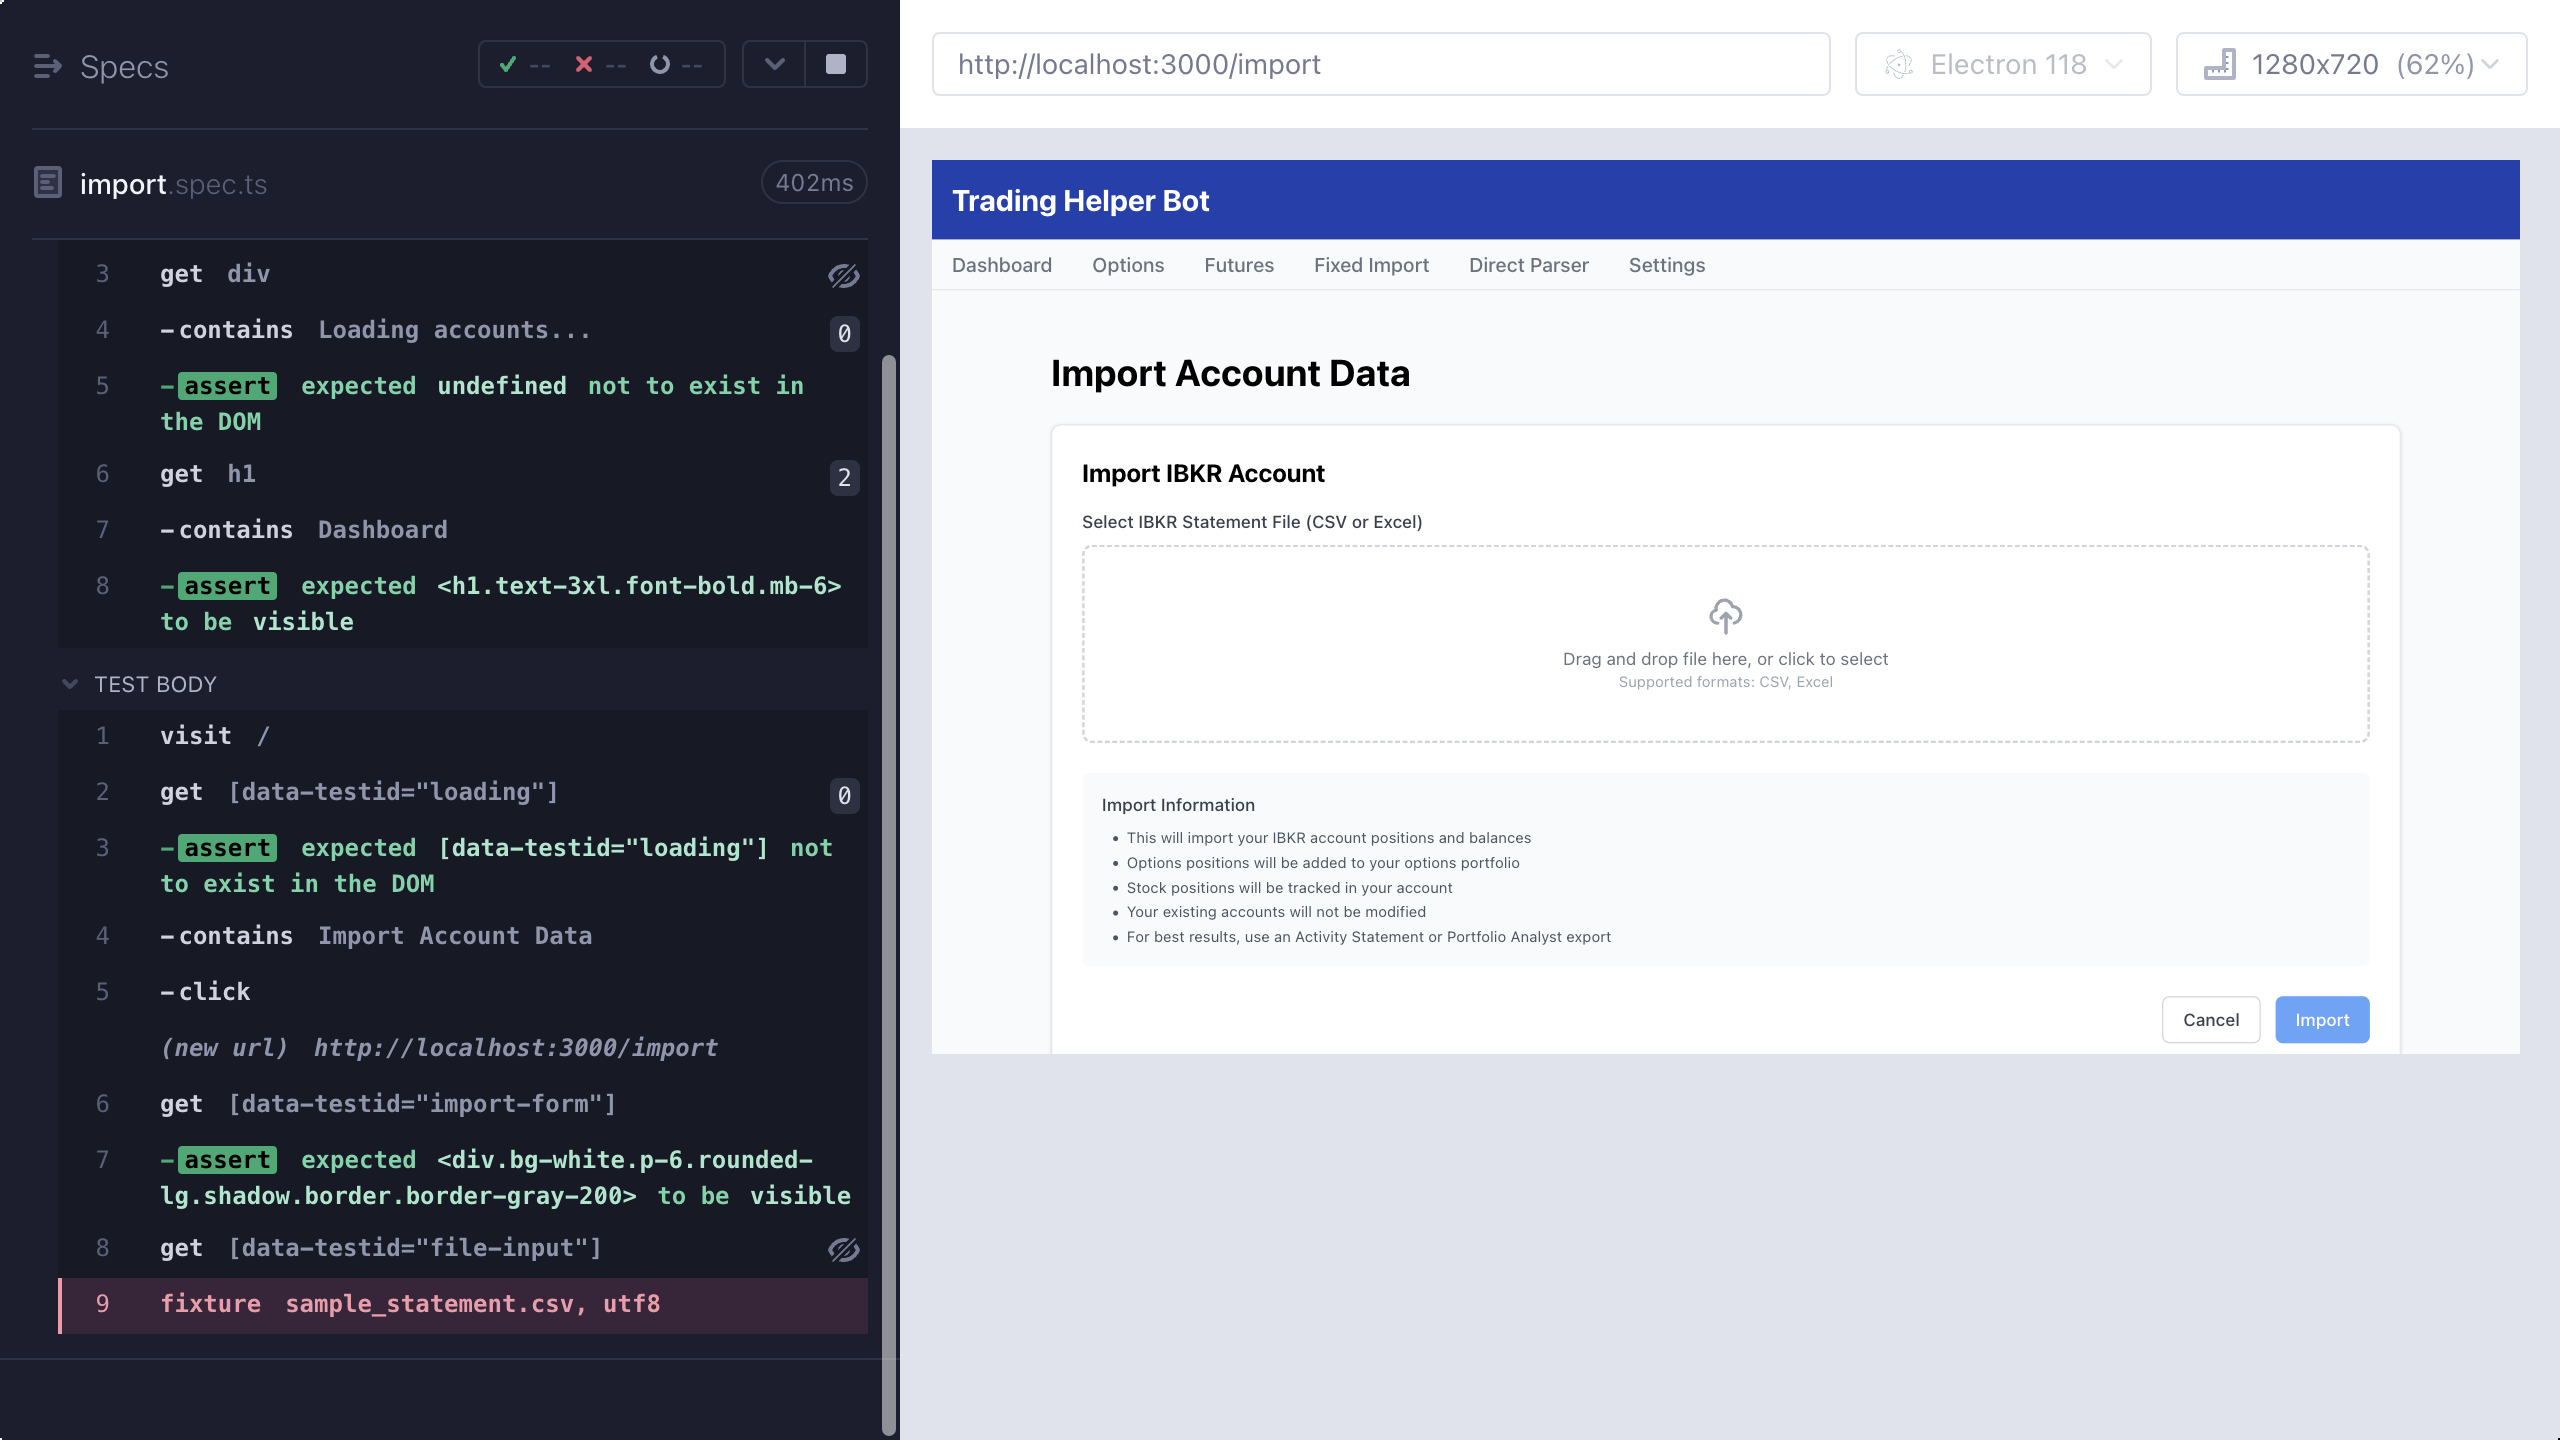 Specs
-- -- --
import.spec.ts
402ms
3 get div
4 -contains Loading accounts... 0
5 -assert expected undefined not to exist in
the DOM
6 get h1 2
7 -contains Dashboard
8 -assert expected <h1.text-3xl.font-bold.mb-6>
to be visible
TEST BODY
1 visit /
2 get [data-testid="loading"] 0
3 -assert expected [data-testid="loading"] not
to exist in the DOM
4 -contains Import Account Data
5 -click
(new url) http://localhost:3000/import
6 get [data-testid="import-form"]
7 -assert expected <div.bg-white.p-6.rounded-
lg.shadow.border.border-gray-200> to be visible
8 get [data-testid="file-input"]
9 fixture sample_statement.csv, utf8
http://localhost:3000/import
Electron 118
1280x720 (62%)
Trading Helper Bot
Dashboard Options Futures Fixed Import Direct Parser Settings
Import Account Data
Import IBKR Account
Select IBKR Statement File (CSV or Excel)
Drag and drop file here, or click to select
Supported formats: CSV, Excel
Import Information
• This will import your IBKR account positions and balances
• Options positions will be added to your options portfolio
• Stock positions will be tracked in your account
• Your existing accounts will not be modified
• For best results, use an Activity Statement or Portfolio Analyst export
Cancel Import